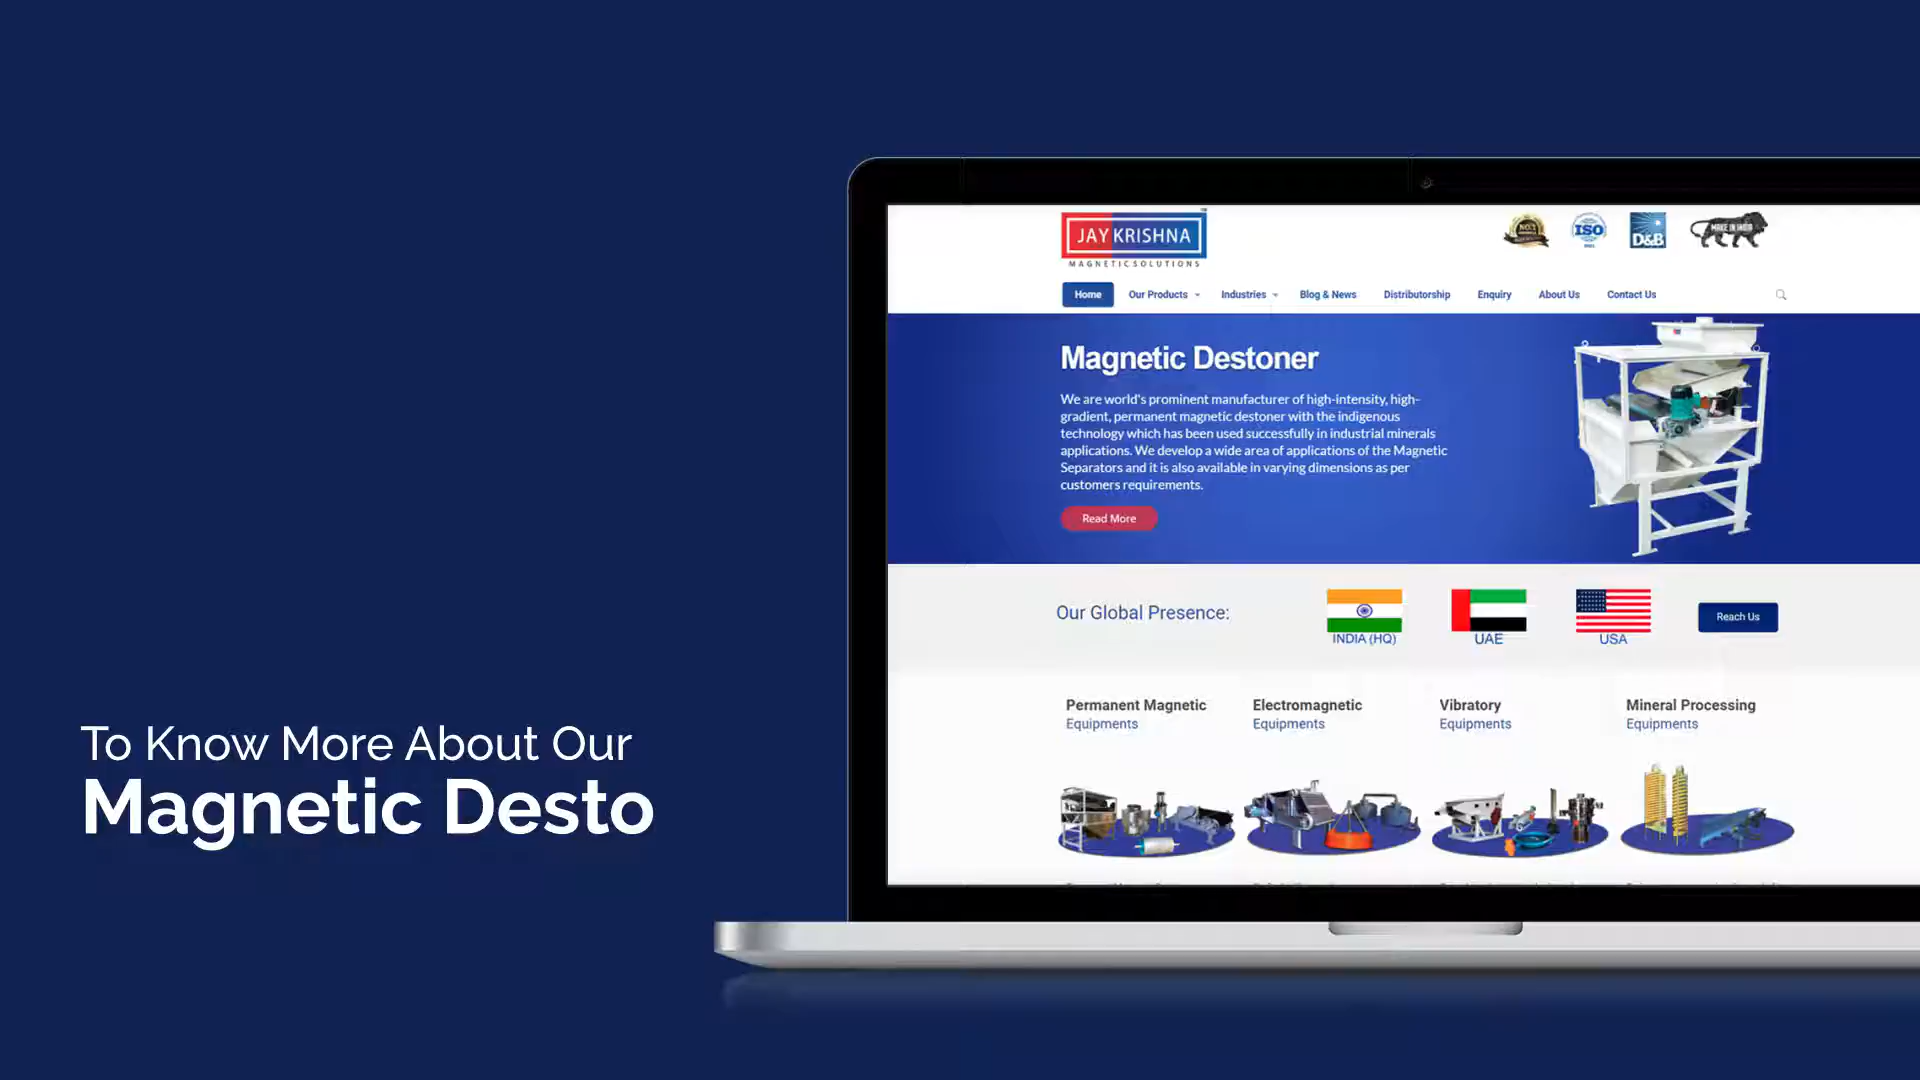 To Know More About Our
Magnetic Desto
JAY KRISHNA
MAGNETIC SOLUTIONS
NO.1
ISO
D&B
MAKE IN INDIA
Home
Our Products
Industries
Blog & News
Distributorship
Enquiry
About Us
Contact Us
Magnetic Destoner
We are world's prominent manufacturer of high-intensity, high-
gradient, permanent magnetic destoner with the indigenous
technology which has been used successfully in industrial minerals
applications. We develop a wide area of applications of the Magnetic
Separators and it is also available in varying dimensions as per
customers requirements.
Read More
Our Global Presence:
INDIA (HQ)
UAE
USA
Reach Us
Permanent Magnetic
Equipments
Electromagnetic
Equipments
Vibratory
Equipments
Mineral Processing
Equipments